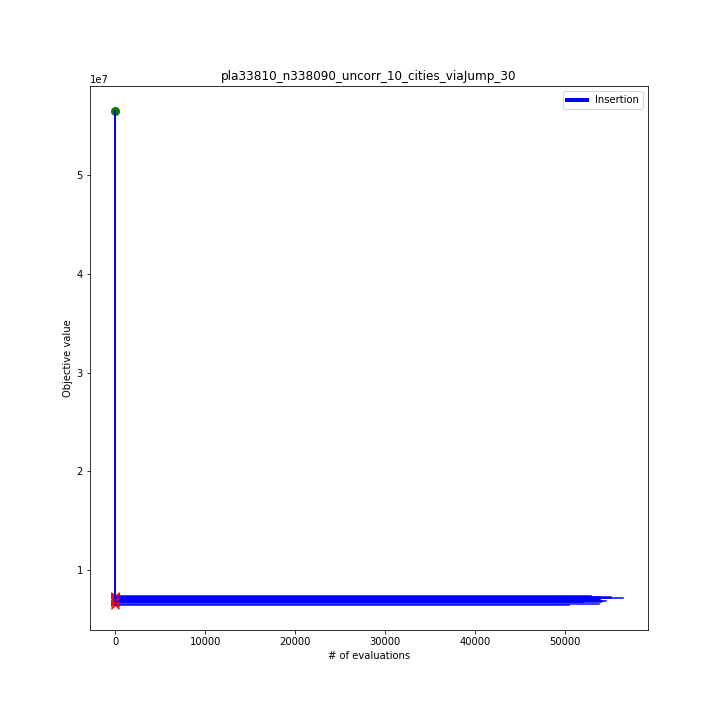 pla33810_n338090_uncorr_10_cities_viaJump_30
1e7
Insertion
5
4
3
2
1
Objective value
0 10000 20000 30000 40000 50000
# of evaluations